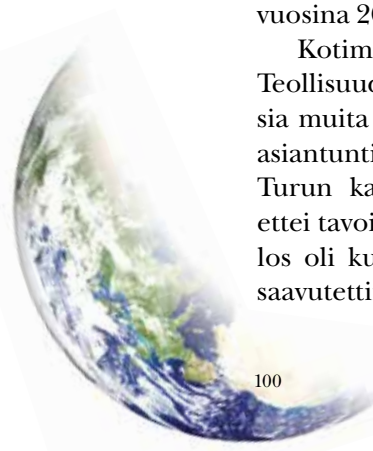 vuosina 20
Kotim
Teollisuud
sia muita
asiantunti
Turun ka
ettei tavoi
los oli ku
saavutetti
100